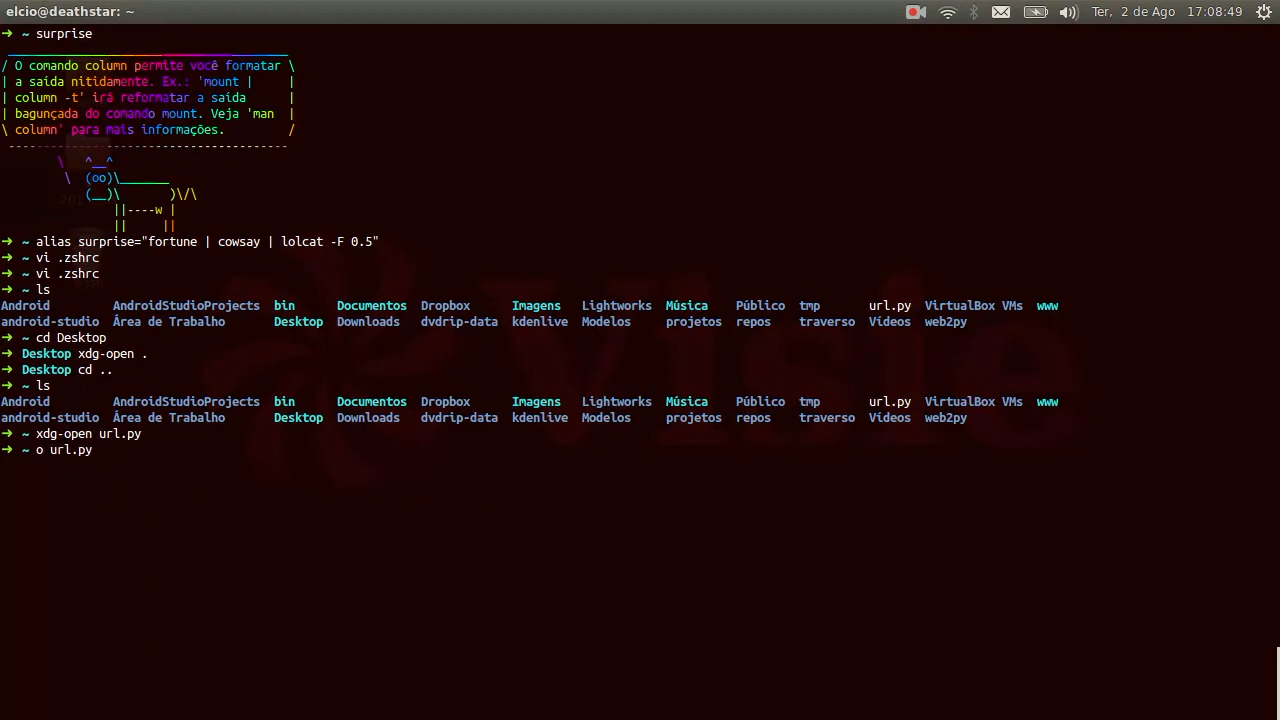 elcio@deathstar: ~
Ter, 2 de Ago 17:08:49
➜ ~ surprise
 ________________________________________
/ O comando column permite você formatar \
| a saída nitidamente. Ex.: 'mount |     |
| column -t' irá reformatar a saída      |
| bagunçada do comando mount. Veja 'man  |
\ column' para mais informações.         /
 ----------------------------------------
        \   ^__^
         \  (oo)\_______
            (__)\       )\/\
                ||----w |
                ||     ||
➜ ~ alias surprise="fortune | cowsay | lolcat -F 0.5"
➜ ~ vi .zshrc
➜ ~ vi .zshrc
➜ ~ ls
Android AndroidStudioProjects bin Documentos Dropbox Imagens Lightworks Música Público tmp url.py VirtualBox VMs www
android-studio Área de Trabalho Desktop Downloads dvdrip-data kdenlive Modelos projetos repos traverso Vídeos web2py
➜ ~ cd Desktop
➜ Desktop xdg-open .
➜ Desktop cd ..
➜ ~ ls
Android AndroidStudioProjects bin Documentos Dropbox Imagens Lightworks Música Público tmp url.py VirtualBox VMs www
android-studio Área de Trabalho Desktop Downloads dvdrip-data kdenlive Modelos projetos repos traverso Vídeos web2py
➜ ~ xdg-open url.py
➜ ~ o url.py
Visie